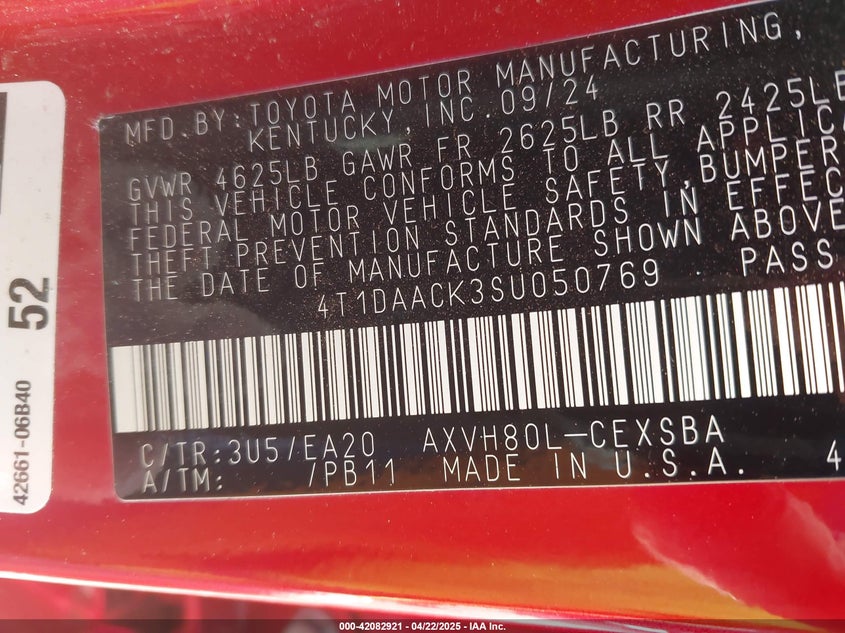 MFD. BY: TOYOTA MOTOR MANUFACTURING,
KENTUCKY, INC. 09/24
GVWR 4625LB GAWR FR 2625LB RR 2425LB
THIS VEHICLE CONFORMS TO ALL APPLICA
FEDERAL MOTOR VEHICLE SAFETY, BUMPER
THEFT PREVENTION STANDARDS IN EFFEC
THE DATE OF MANUFACTURE SHOWN ABOVE
4T1DAACK3SU050769 PASS
C/TR: 3U5/EA20 AXVH80L-CEXSBA
A/TM: /PB11 MADE IN U.S.A. 4
52
42661-06B40
000-42082921 - 04/22/2025 - IAA Inc.